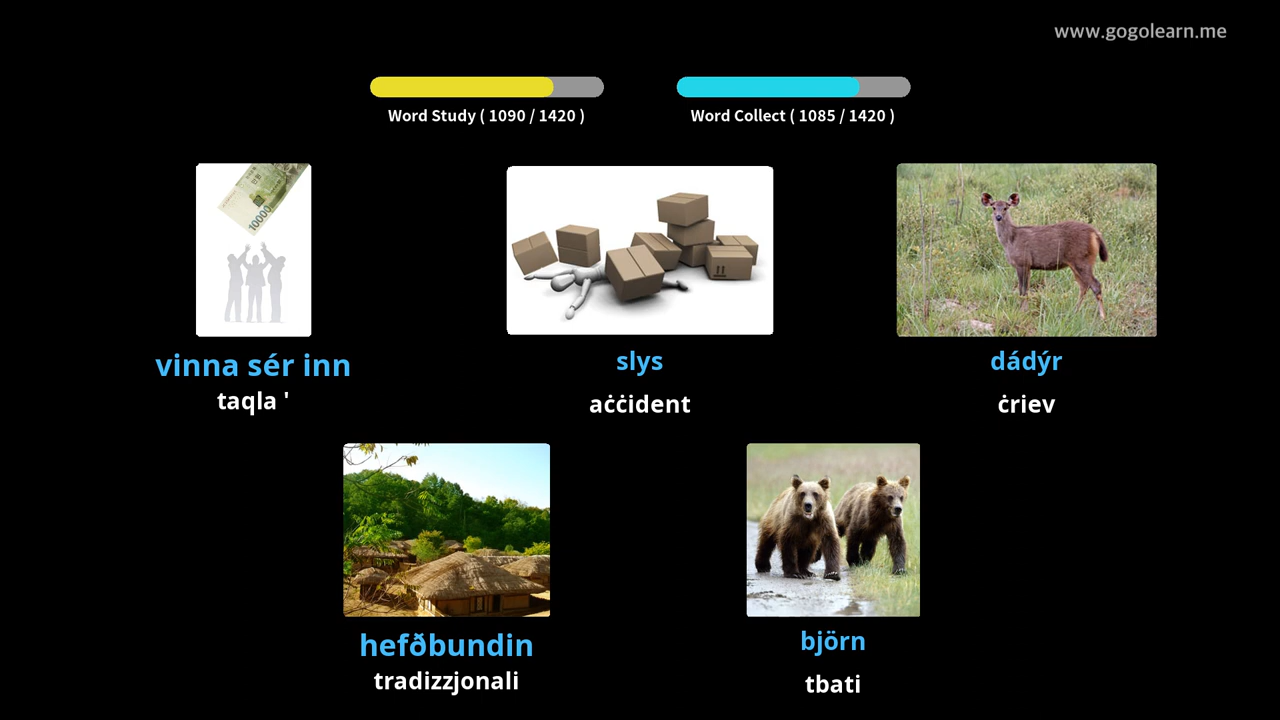 www.gogolearn.me
Word Study ( 1090 / 1420 )
Word Collect ( 1085 / 1420 )
10000
vinna sér inn
taqla '
slys
aċċident
dádýr
ċriev
hefðbundin
tradizzjonali
björn
tbati